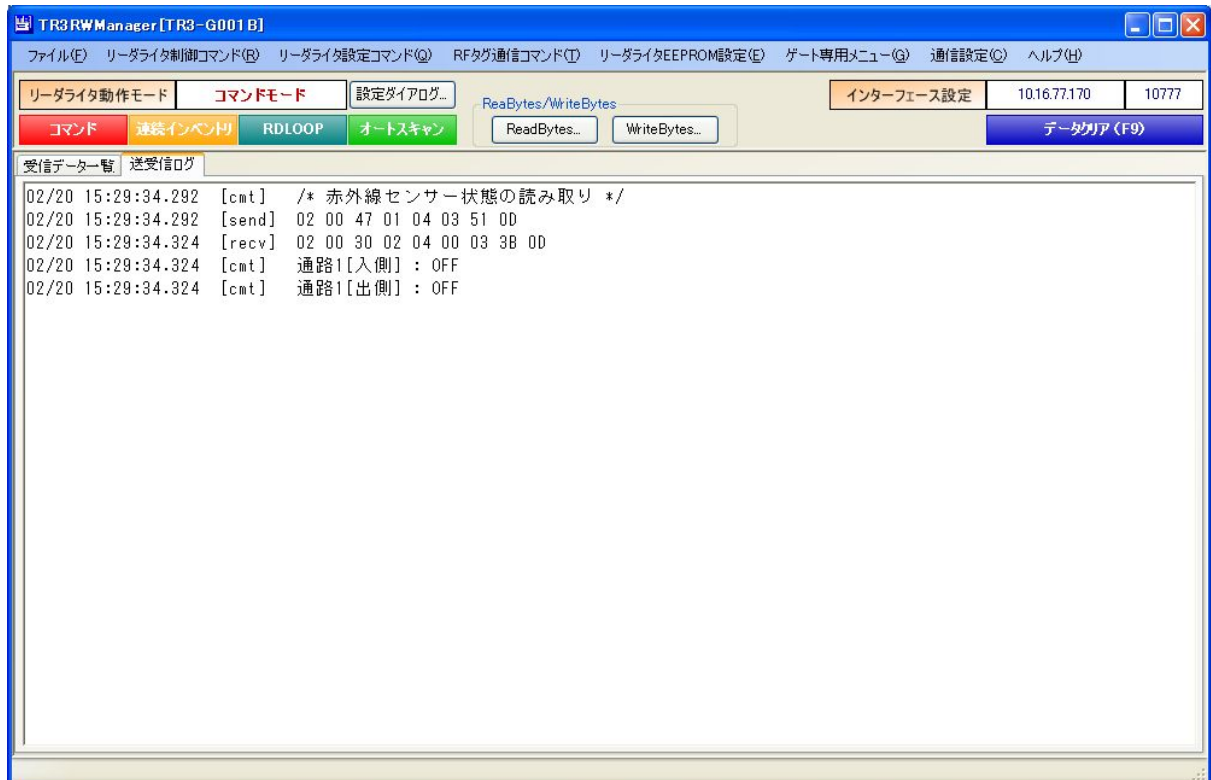 TR3RWManager[TR3-G001B]
ファイル(F) リーダライタ制御コマンド(R) リーダライタ設定コマンド(Q) RFタグ通信コマンド(T) リーダライタEEPROM設定(E) ゲート専用メニュー(G) 通信設定(C) ヘルプ(H)
リーダライタ動作モード コマンドモード 設定ダイアログ... ReaBytes/WriteBytes インターフェース設定 10.16.77.170 10777
コマンド 連続インベントリ RDLOOP オートスキャン ReadBytes... WriteBytes... データクリア (F9)
受信データ一覧 送受信ログ
02/20 15:29:34.292 [cmt] /* 赤外線センサー状態の読み取り */
02/20 15:29:34.292 [send] 02 00 47 01 04 03 51 0D
02/20 15:29:34.324 [recv] 02 00 30 02 04 00 03 3B 0D
02/20 15:29:34.324 [cmt] 通路1[入側] : OFF
02/20 15:29:34.324 [cmt] 通路1[出側] : OFF